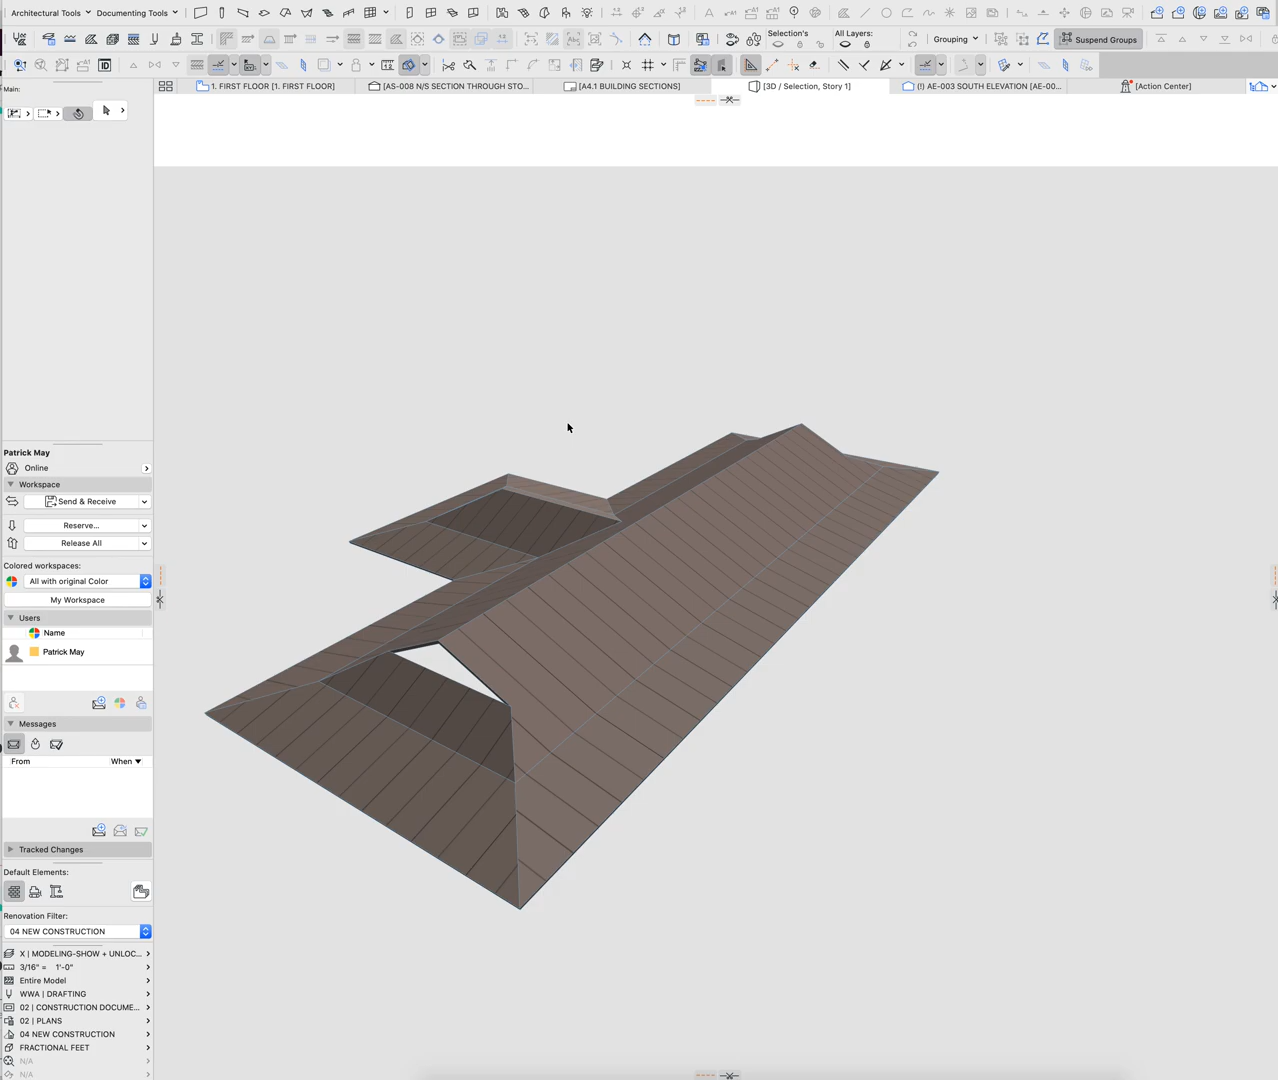 Architectural Tools
Documenting Tools
Selection's
All Layers:
Grouping
Suspend Groups
ID
Main:
1. FIRST FLOOR [1. FIRST FLOOR]
[AS-008 N/S SECTION THROUGH STO...
[A4.1 BUILDING SECTIONS]
[3D / Selection, Story 1]
(!) AE-003 SOUTH ELEVATION [AE-00...
[Action Center]
Patrick May
Online
Workspace
Send & Receive
Reserve...
Release All
Colored workspaces:
All with original Color
My Workspace
Users
Name
Patrick May
Messages
From When
Tracked Changes
Default Elements:
Renovation Filter:
04 NEW CONSTRUCTION
X | MODELING-SHOW + UNLOC...
3/16" = 1'-0"
Entire Model
WWA | DRAFTING
02 | CONSTRUCTION DOCUME...
02 | PLANS
04 NEW CONSTRUCTION
FRACTIONAL FEET
N/A
N/A